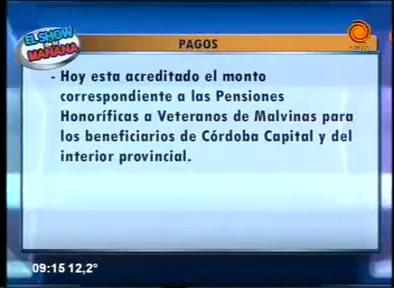 EL SHOW
DE LA
MAÑANA
PAGOS
- Hoy esta acreditado el monto
correspondiente a las Pensiones
Honoríficas a Veteranos de Malvinas para
los beneficiarios de Córdoba Capital y del
interior provincial.
09:15 12,2°